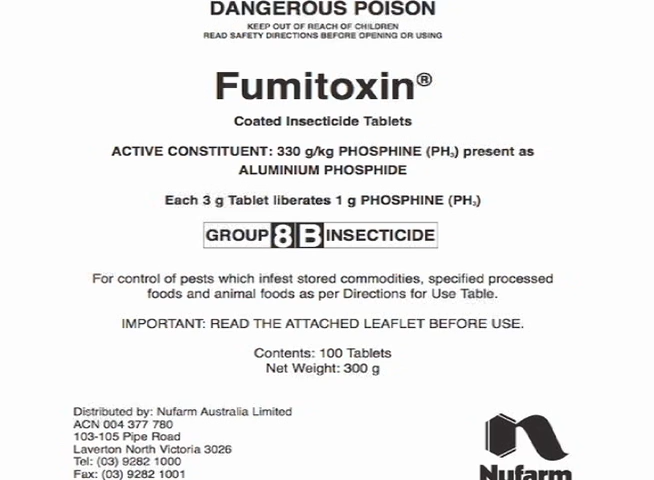 DANGEROUS POISON
KEEP OUT OF REACH OF CHILDREN
READ SAFETY DIRECTIONS BEFORE OPENING OR USING
Fumitoxin®
Coated Insecticide Tablets
ACTIVE CONSTITUENT: 330 g/kg PHOSPHINE (PH₃) present as
ALUMINIUM PHOSPHIDE
Each 3 g Tablet liberates 1 g PHOSPHINE (PH₃)
GROUP 8 B INSECTICIDE
For control of pests which infest stored commodities, specified processed
foods and animal foods as per Directions for Use Table.
IMPORTANT: READ THE ATTACHED LEAFLET BEFORE USE.
Contents: 100 Tablets
Net Weight: 300 g
Distributed by: Nufarm Australia Limited
ACN 004 377 780
103-105 Pipe Road
Laverton North Victoria 3026
Tel: (03) 9282 1000
Fax: (03) 9282 1001
Nufarm